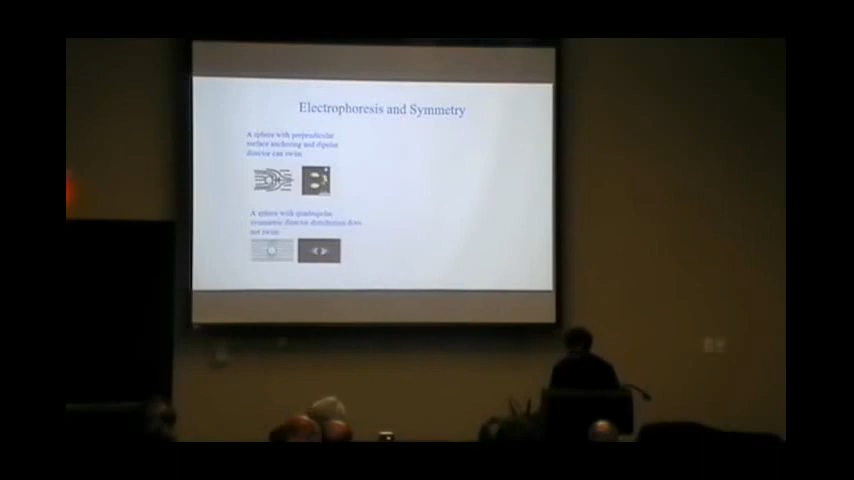 Electrophoresis and Symmetry
A sphere with perpendicular
surface anchoring and dipolar
director can swim
A sphere with quadrupolar
symmetric director distribution does
not swim